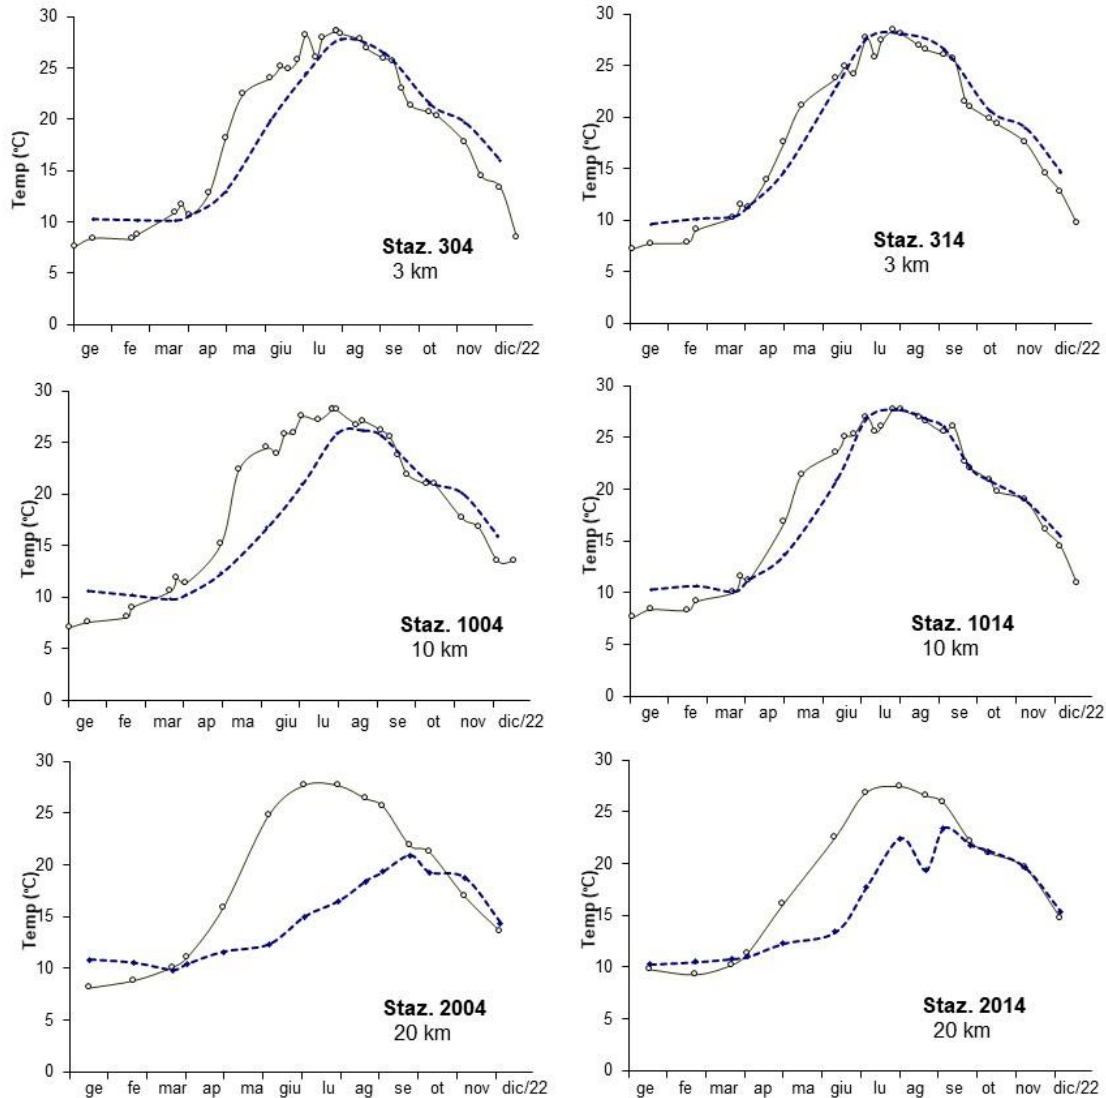 30
25
20
15
10
5
0
Temp (°C)
Staz. 304
3 km
ge fe mar ap ma giu lu ag se ot nov dic/22
30
25
20
15
10
5
0
Temp (°C)
Staz. 314
3 km
ge fe mar ap ma giu lu ag se ot nov dic/22
30
25
20
15
10
5
0
Temp (°C)
Staz. 1004
10 km
ge fe mar ap ma giu lu ag se ot nov dic/22
30
25
20
15
10
5
0
Temp (°C)
Staz. 1014
10 km
ge fe mar ap ma giu lu ag se ot nov dic/22
30
25
20
15
10
5
0
Temp (°C)
Staz. 2004
20 km
ge fe mar ap ma giu lu ag se ot nov dic/22
30
25
20
15
10
5
0
Temp (°C)
Staz. 2014
20 km
ge fe mar ap ma giu lu ag se ot nov dic/22